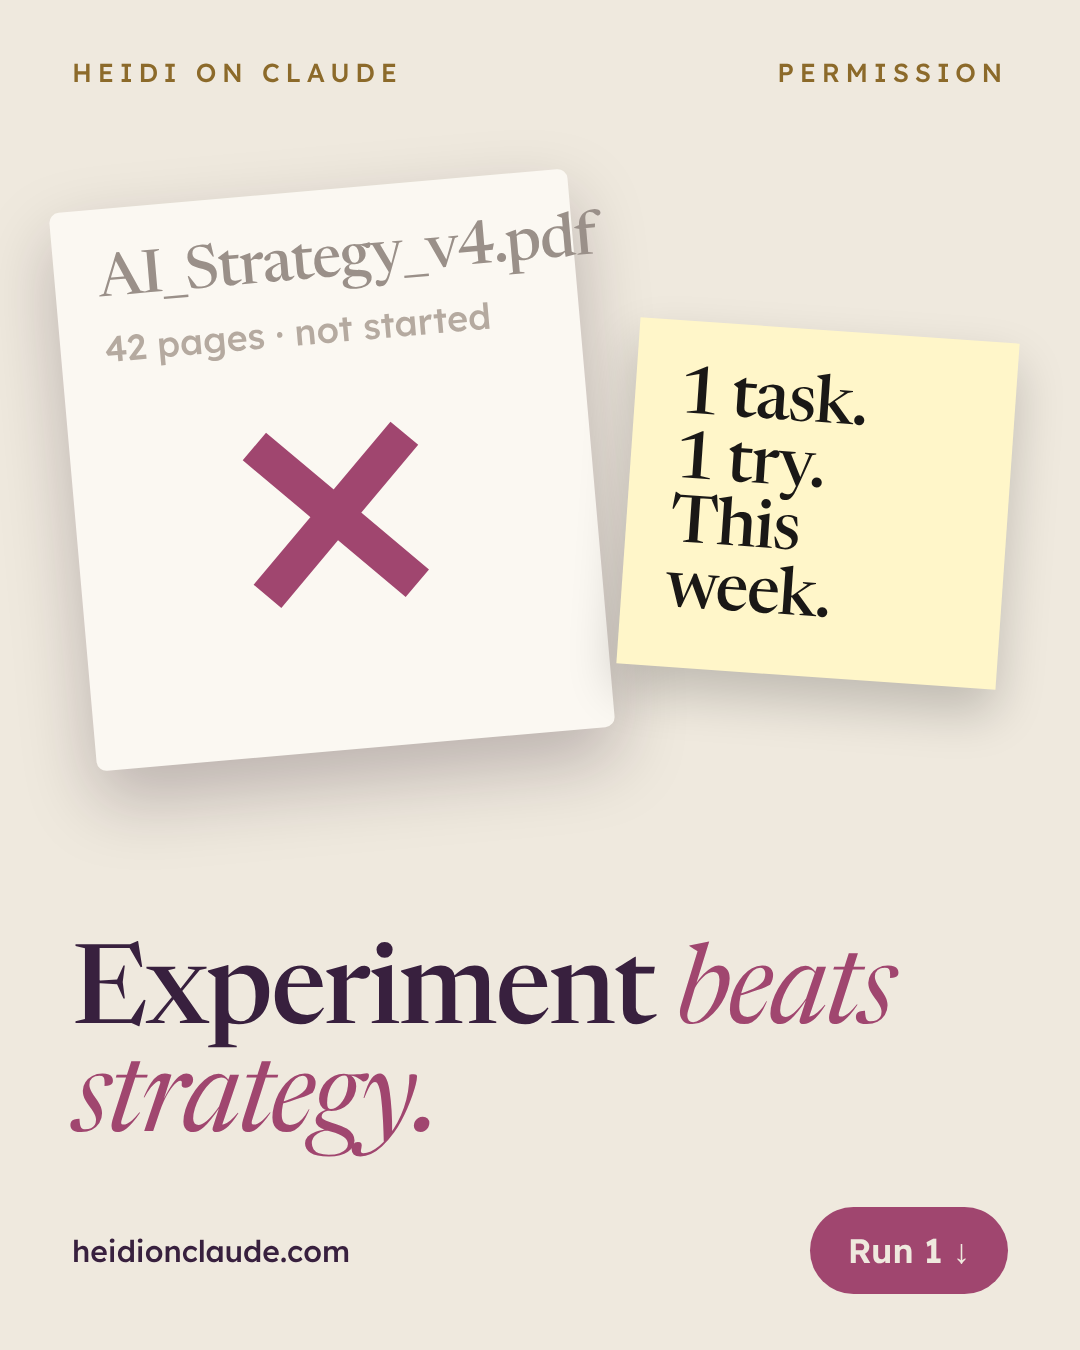 HEIDI ON CLAUDE
PERMISSION
AI_Strategy_v4.pdf
42 pages · not started
1 task.
1 try.
This
week.
Experiment beats
strategy.
heidionclaude.com
Run 1 ↓